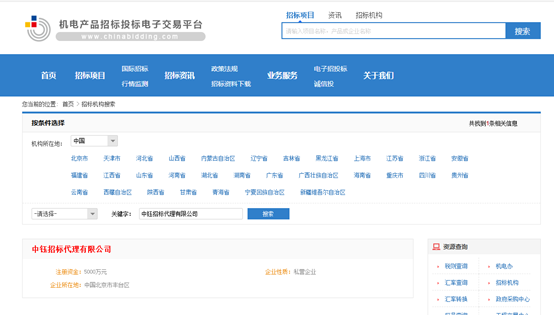 机电产品招标投标电子交易平台
www.chinabidding.com
招标项目 资讯 招标机构
请输入项目名称、产品或企业名称 搜索
首页 招标项目 国际招标 行情监测 招标资讯 政策法规 招标资料下载 业务服务 电子招投标 诚信投 关于我们
您当前的位置: 首页 > 招标机构搜索
按条件选择 共找到1条相关信息
机构所在地: 中国
北京市 天津市 河北省 山西省 内蒙古自治区 辽宁省 吉林省 黑龙江省 上海市 江苏省 浙江省 安徽省
福建省 江西省 山东省 河南省 湖北省 湖南省 广东省 广西壮族自治区 海南省 重庆市 四川省 贵州省
云南省 西藏自治区 陕西省 甘肃省 青海省 宁夏回族自治区 新疆维吾尔自治区
-请选择- 关键字: 中钰招标代理有限公司 搜索
中钰招标代理有限公司
注册资金: 5000万元 企业性质: 私营企业
企业所在地: 中国北京市丰台区
资源查询
税则查询 机电办
汇率查询 招标机构
汇率转换 政府采购中心